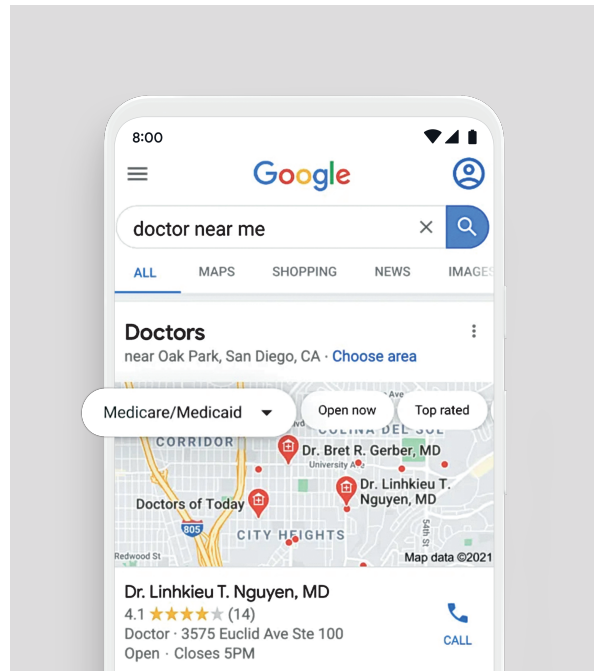 8:00
Google
doctor near me
ALL MAPS SHOPPING NEWS IMAGES
Doctors
near Oak Park, San Diego, CA · Choose area
Ave
Medicare/Medicaid Open now Top rated
CORRIDOR
COLINA DEL SOL
Dr. Bret R. Gerber, MD
University Ave
Dr. Linhkieu T.
Nguyen, MD
Doctors of Today
805
CITY HEIGHTS
54th St
Redwood St
Map data ©2021
Dr. Linhkieu T. Nguyen, MD
4.1 (14)
Doctor · 3575 Euclid Ave Ste 100
CALL
Open · Closes 5PM